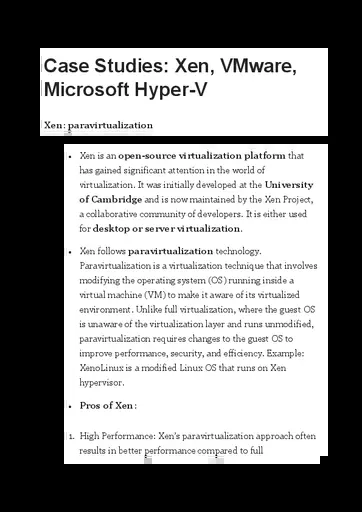 Case Studies: Xen, VMware,
Microsoft Hyper-V
Xen: paravirtualization
• Xen is an open-source virtualization platform that
has gained significant attention in the world of
virtualization. It was initially developed at the University
of Cambridge and is now maintained by the Xen Project,
a collaborative community of developers. It is either used
for desktop or server virtualization.
• Xen follows paravirtualization technology.
Paravirtualization is a virtualization technique that involves
modifying the operating system (OS) running inside a
virtual machine (VM) to make it aware of its virtualized
environment. Unlike full virtualization, where the guest OS
is unaware of the virtualization layer and runs unmodified,
paravirtualization requires changes to the guest OS to
improve performance, security, and efficiency. Example:
XenoLinux is a modified Linux OS that runs on Xen
hypervisor.
• Pros of Xen:
1. High Performance: Xen's paravirtualization approach often
results in better performance compared to full